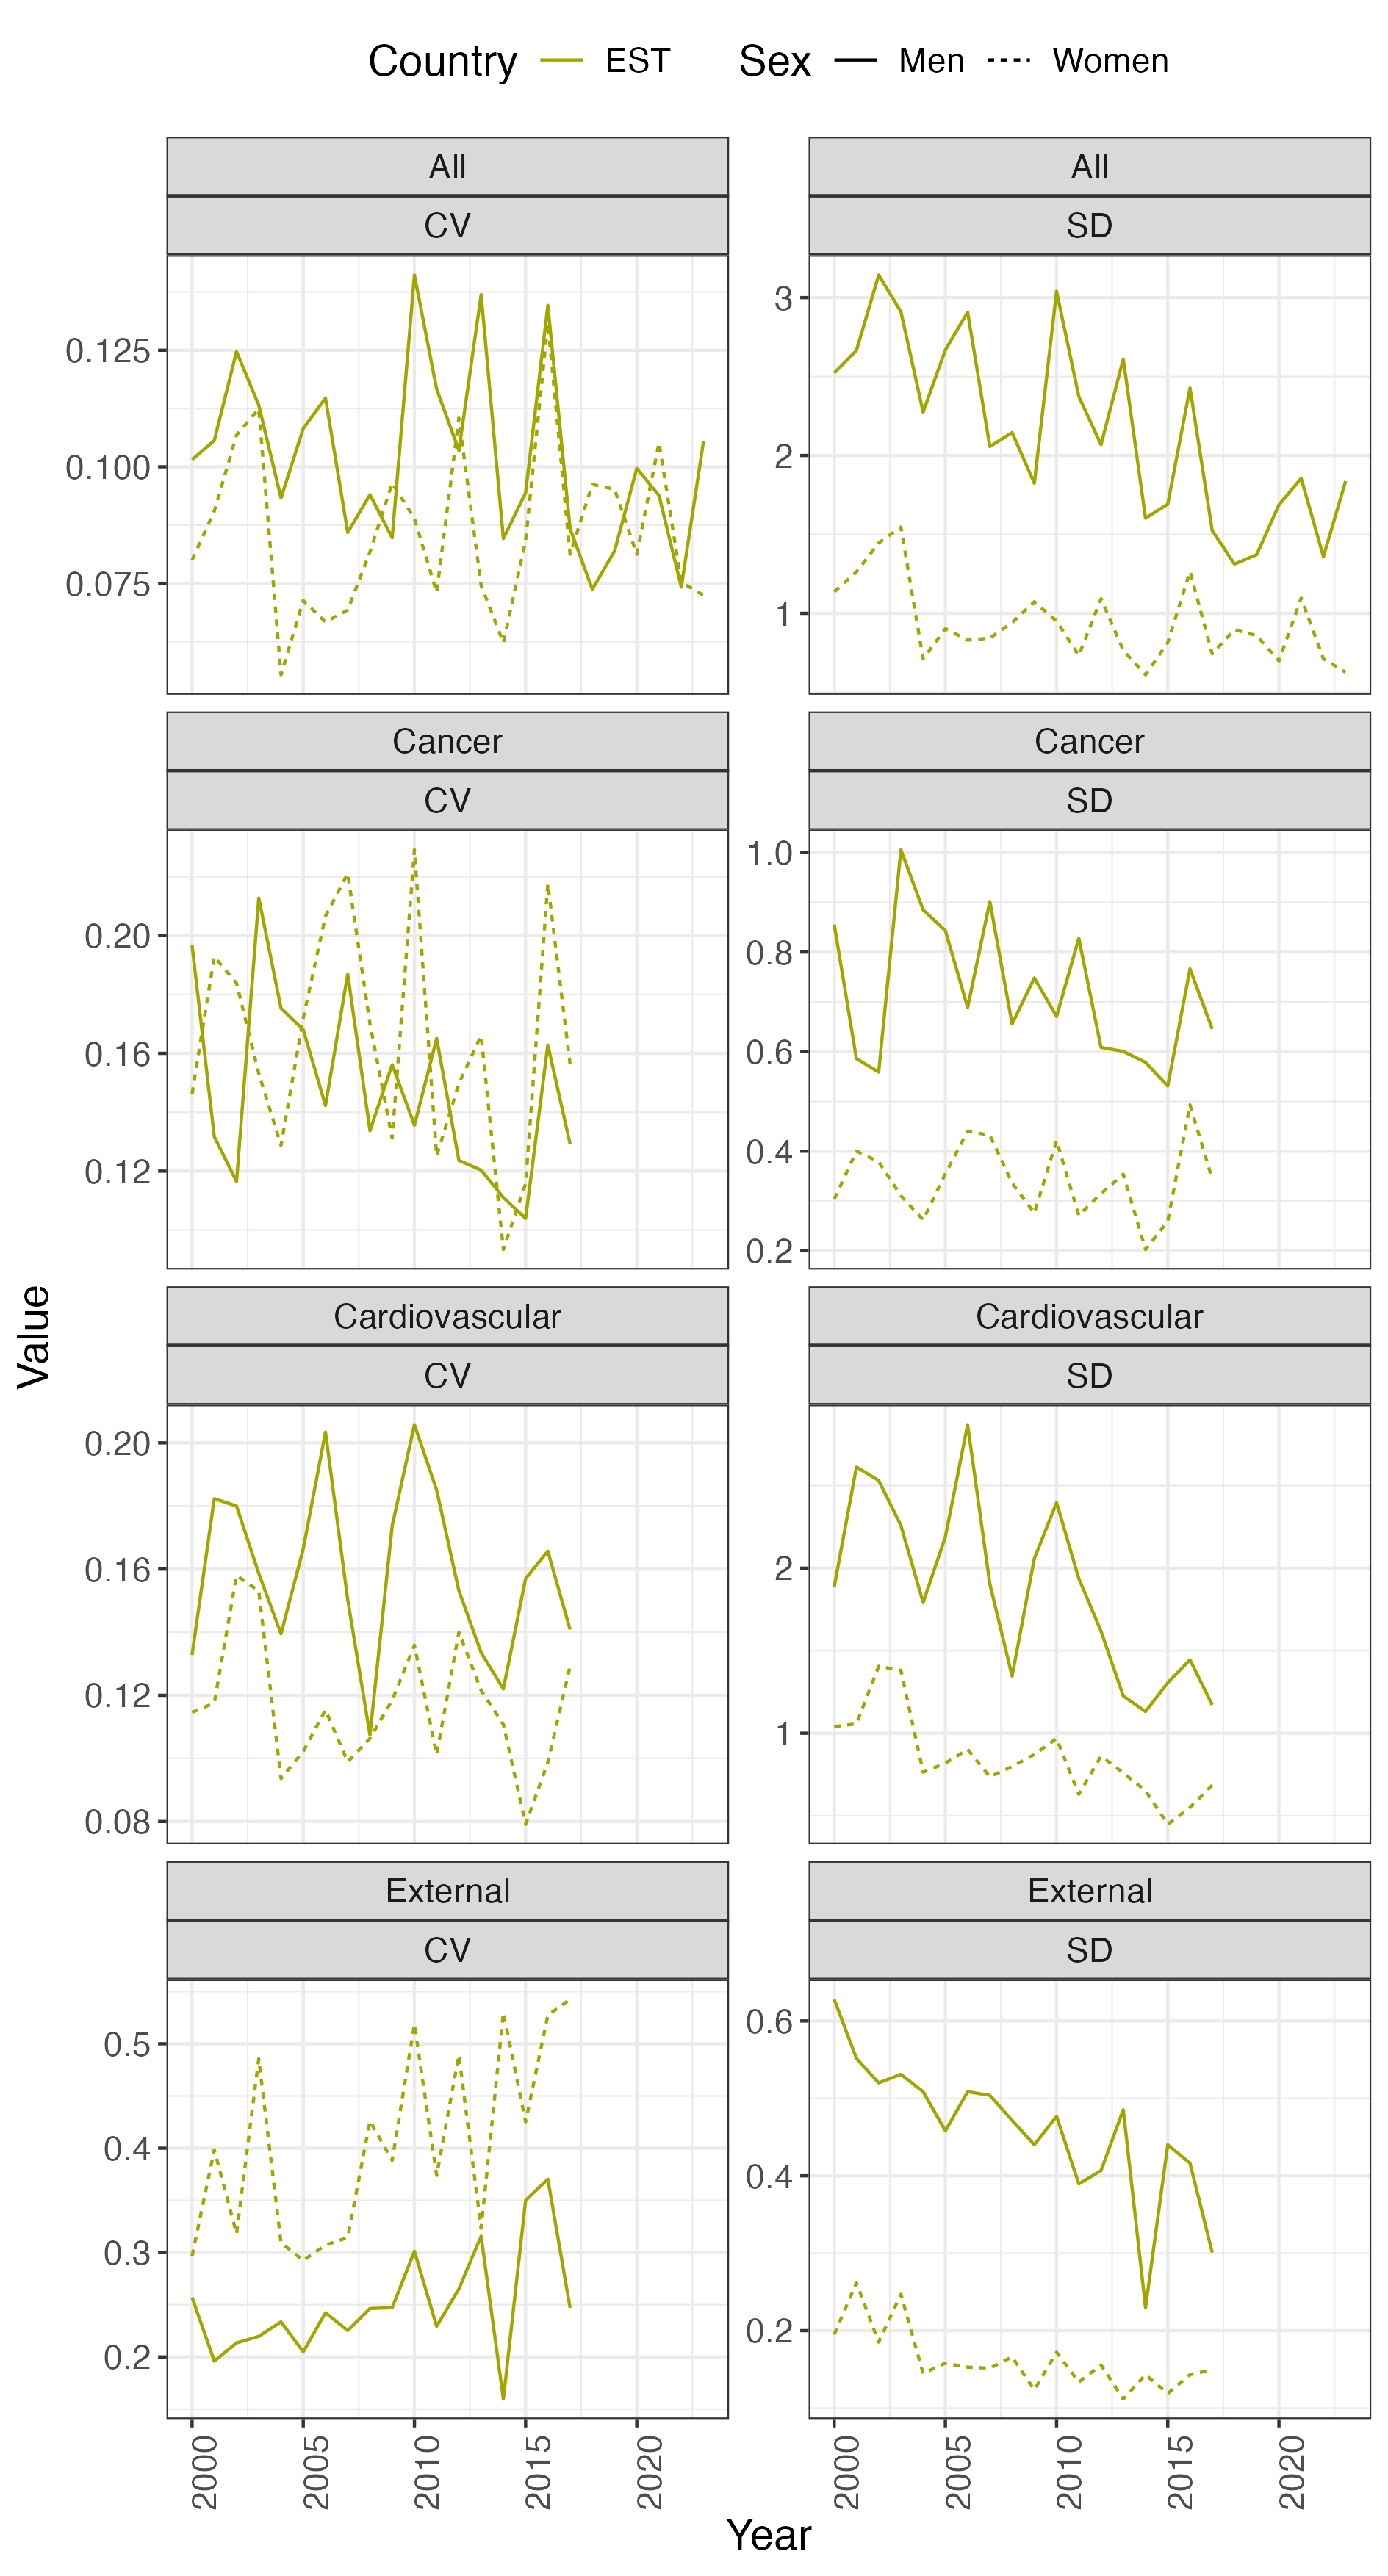 Country EST Sex Men Women
All All
CV SD
0.125
0.100
0.075
3
2
1
Cancer Cancer
CV SD
0.20
0.16
0.12
1.0
0.8
0.6
0.4
0.2
Value
Cardiovascular Cardiovascular
CV SD
0.20
0.16
0.12
0.08
2
1
External External
CV SD
0.5
0.4
0.3
0.2
0.6
0.4
0.2
2000 2005 2010 2015 2020 2000 2005 2010 2015 2020
Year